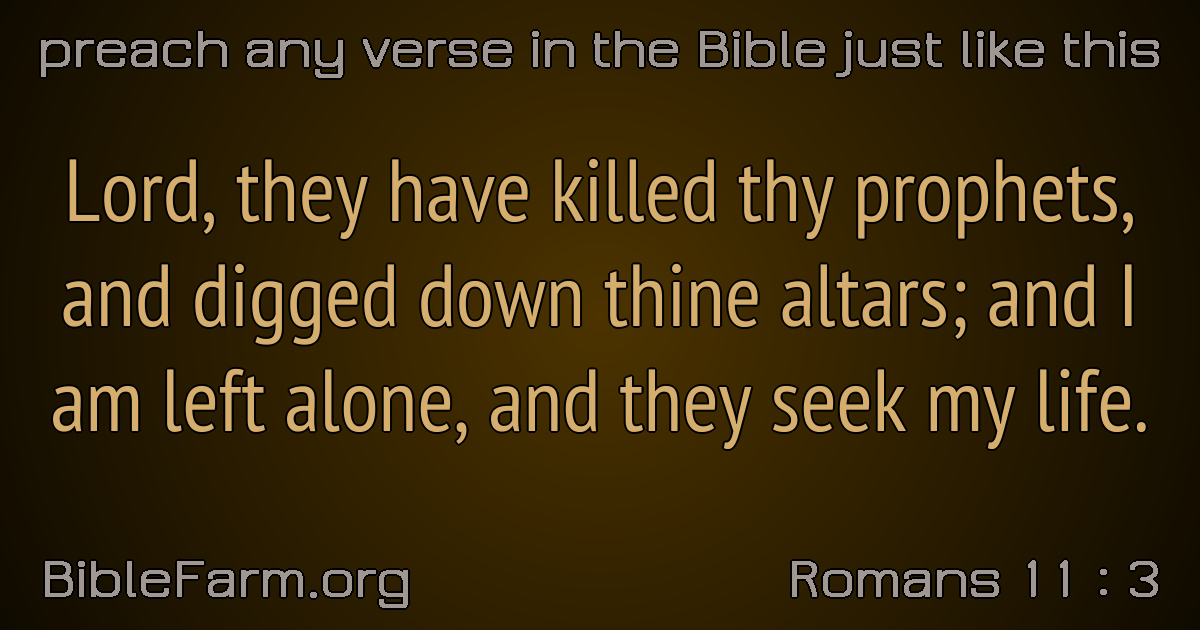 preach any verse in the Bible just like this
Lord, they have killed thy prophets,
and digged down thine altars; and I
am left alone, and they seek my life.
BibleFarm.org
Romans 11 : 3